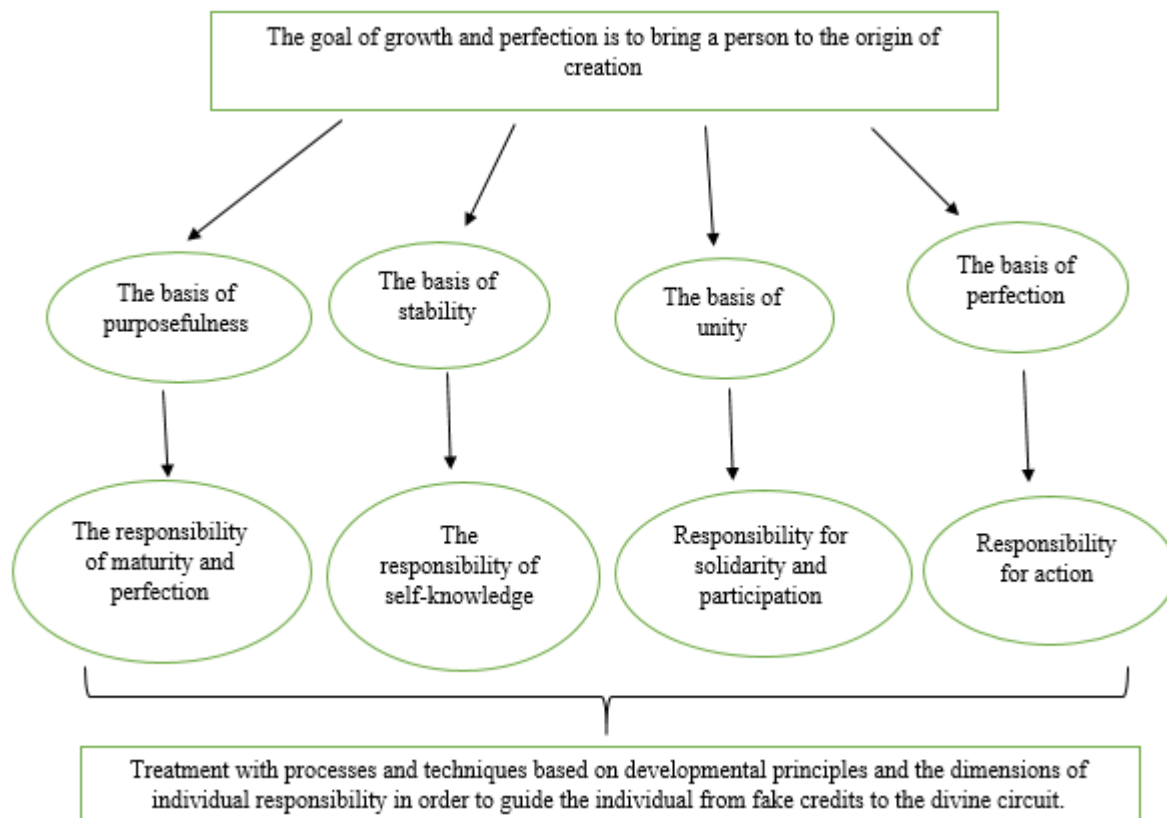 The goal of growth and perfection is to bring a person to the origin of
creation
The basis of
purposefulness
The basis of
stability
The basis of
unity
The basis of
perfection
The responsibility
of maturity and
perfection
The
responsibility of
self-knowledge
Responsibility for
solidarity and
participation
Responsibility
for action
Treatment with processes and techniques based on developmental principles and the dimensions of
individual responsibility in order to guide the individual from fake credits to the divine circuit.